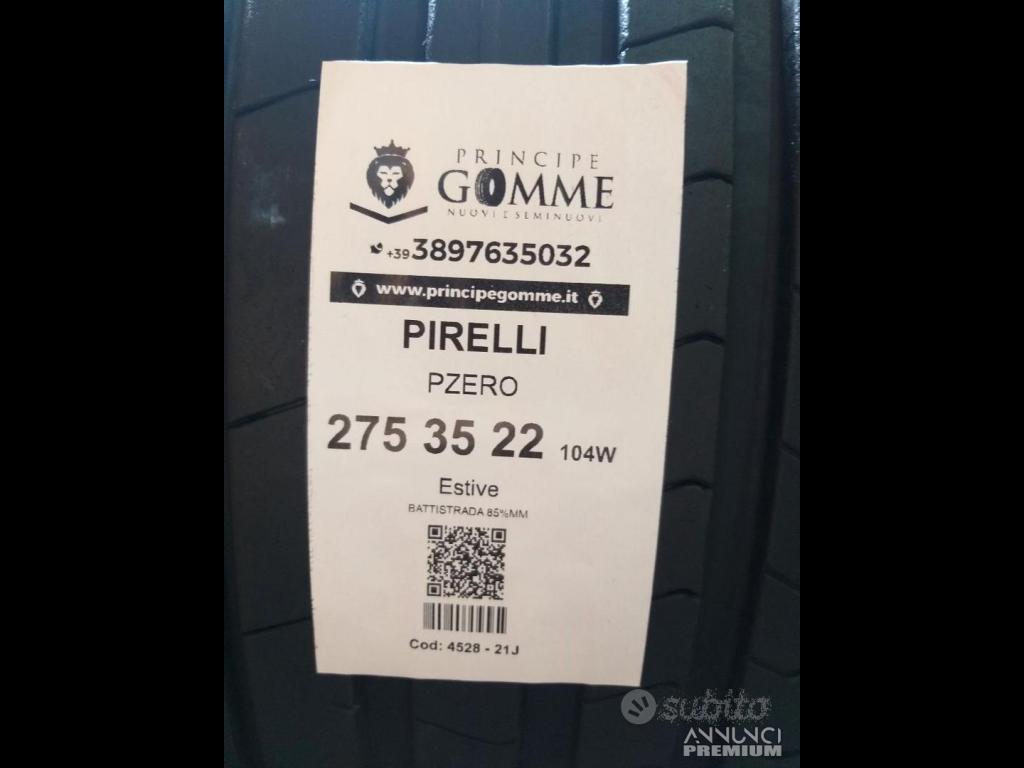 PRINCIPE
GOMME
NUOVI E SEMINUOVI
+39 3897635032
www.principegomme.it
PIRELLI
PZERO
275 35 22 104W
Estive
BATTISTRADA 85%MM
Cod: 4528 - 21J
subito
ANNUNCI
PREMIUM